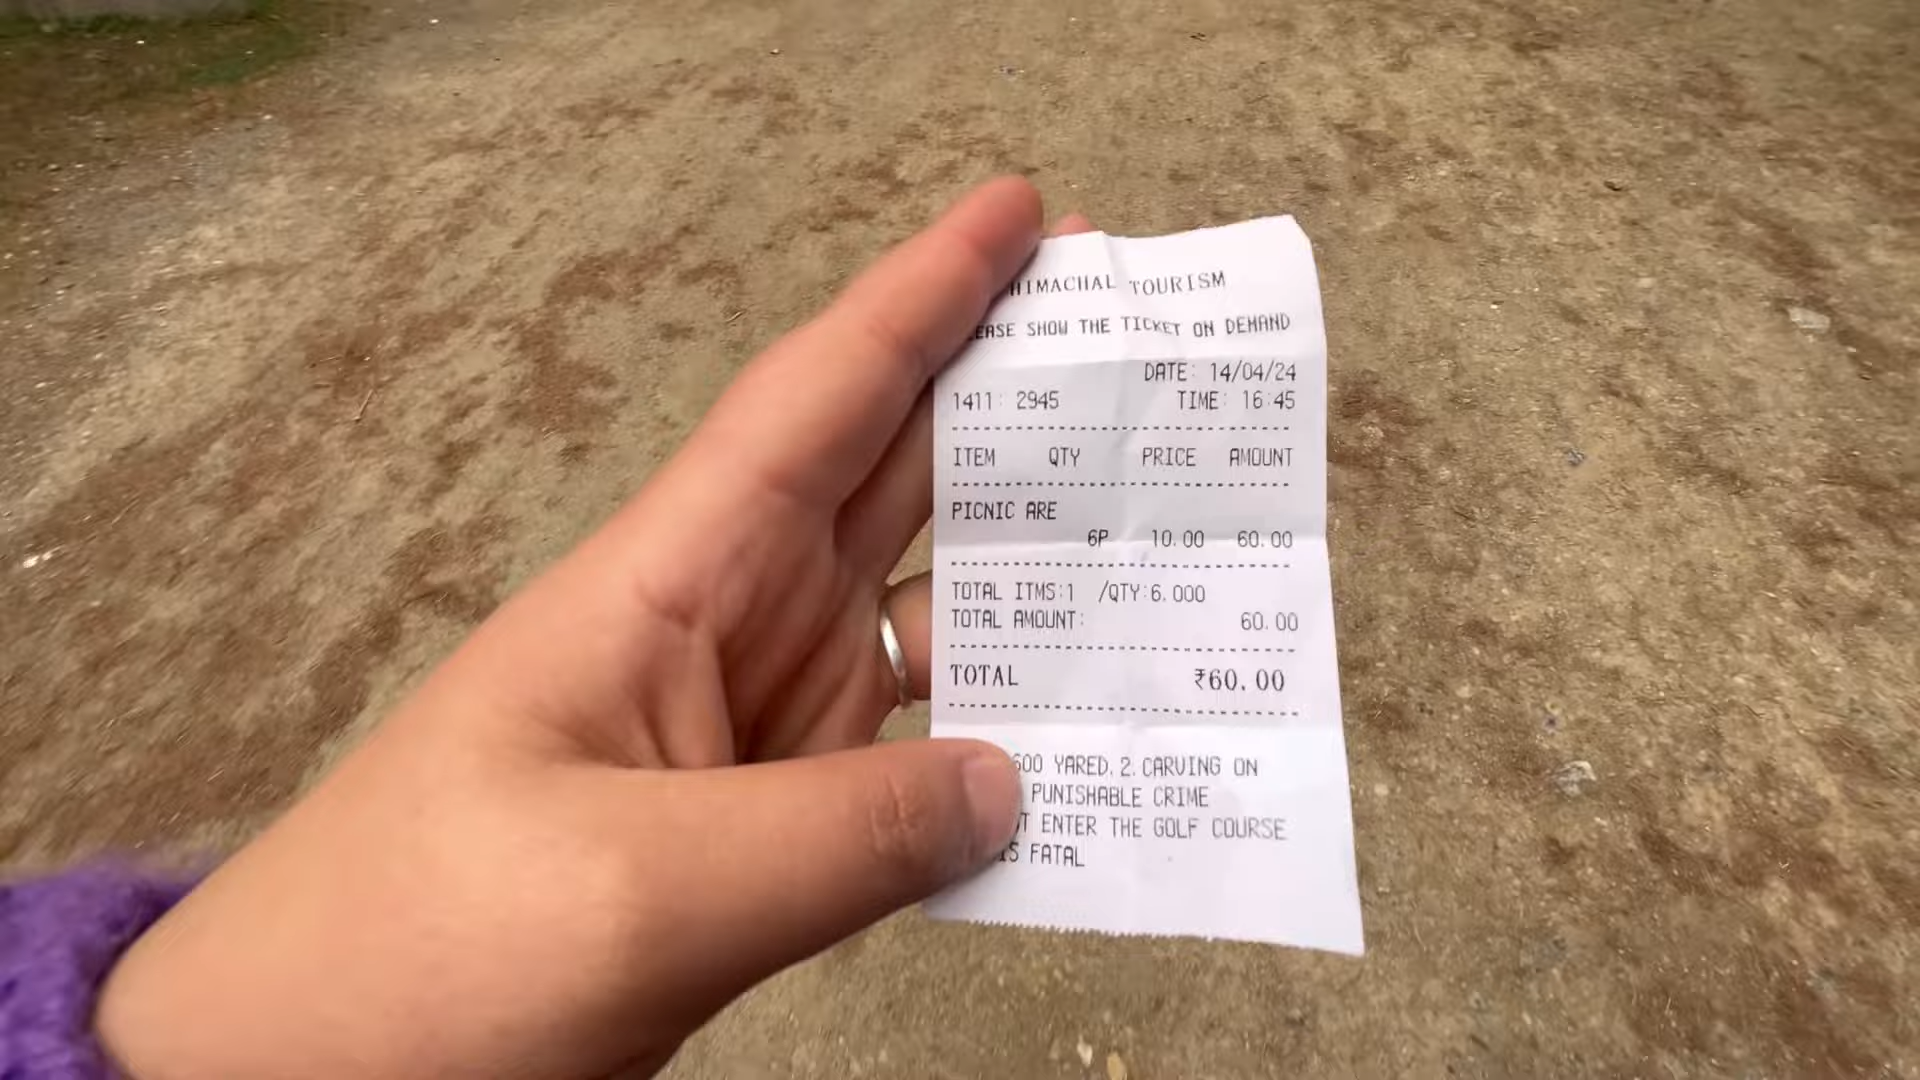 HIMACHAL TOURISM
SHOW THE TICKET ON DEMAND
DATE: 14/04/24
1411: 2945 TIME: 16:45
ITEM QTY PRICE AMOUNT
PICNIC ARE
6P 10.00 60.00
TOTAL ITMS:1 /QTY:6.000
TOTAL AMOUNT: 60.00
TOTAL ₹60.00
600 YARED, 2. CARVING ON
PUNISHABLE CRIME
ENTER THE GOLF COURSE
IS FATAL